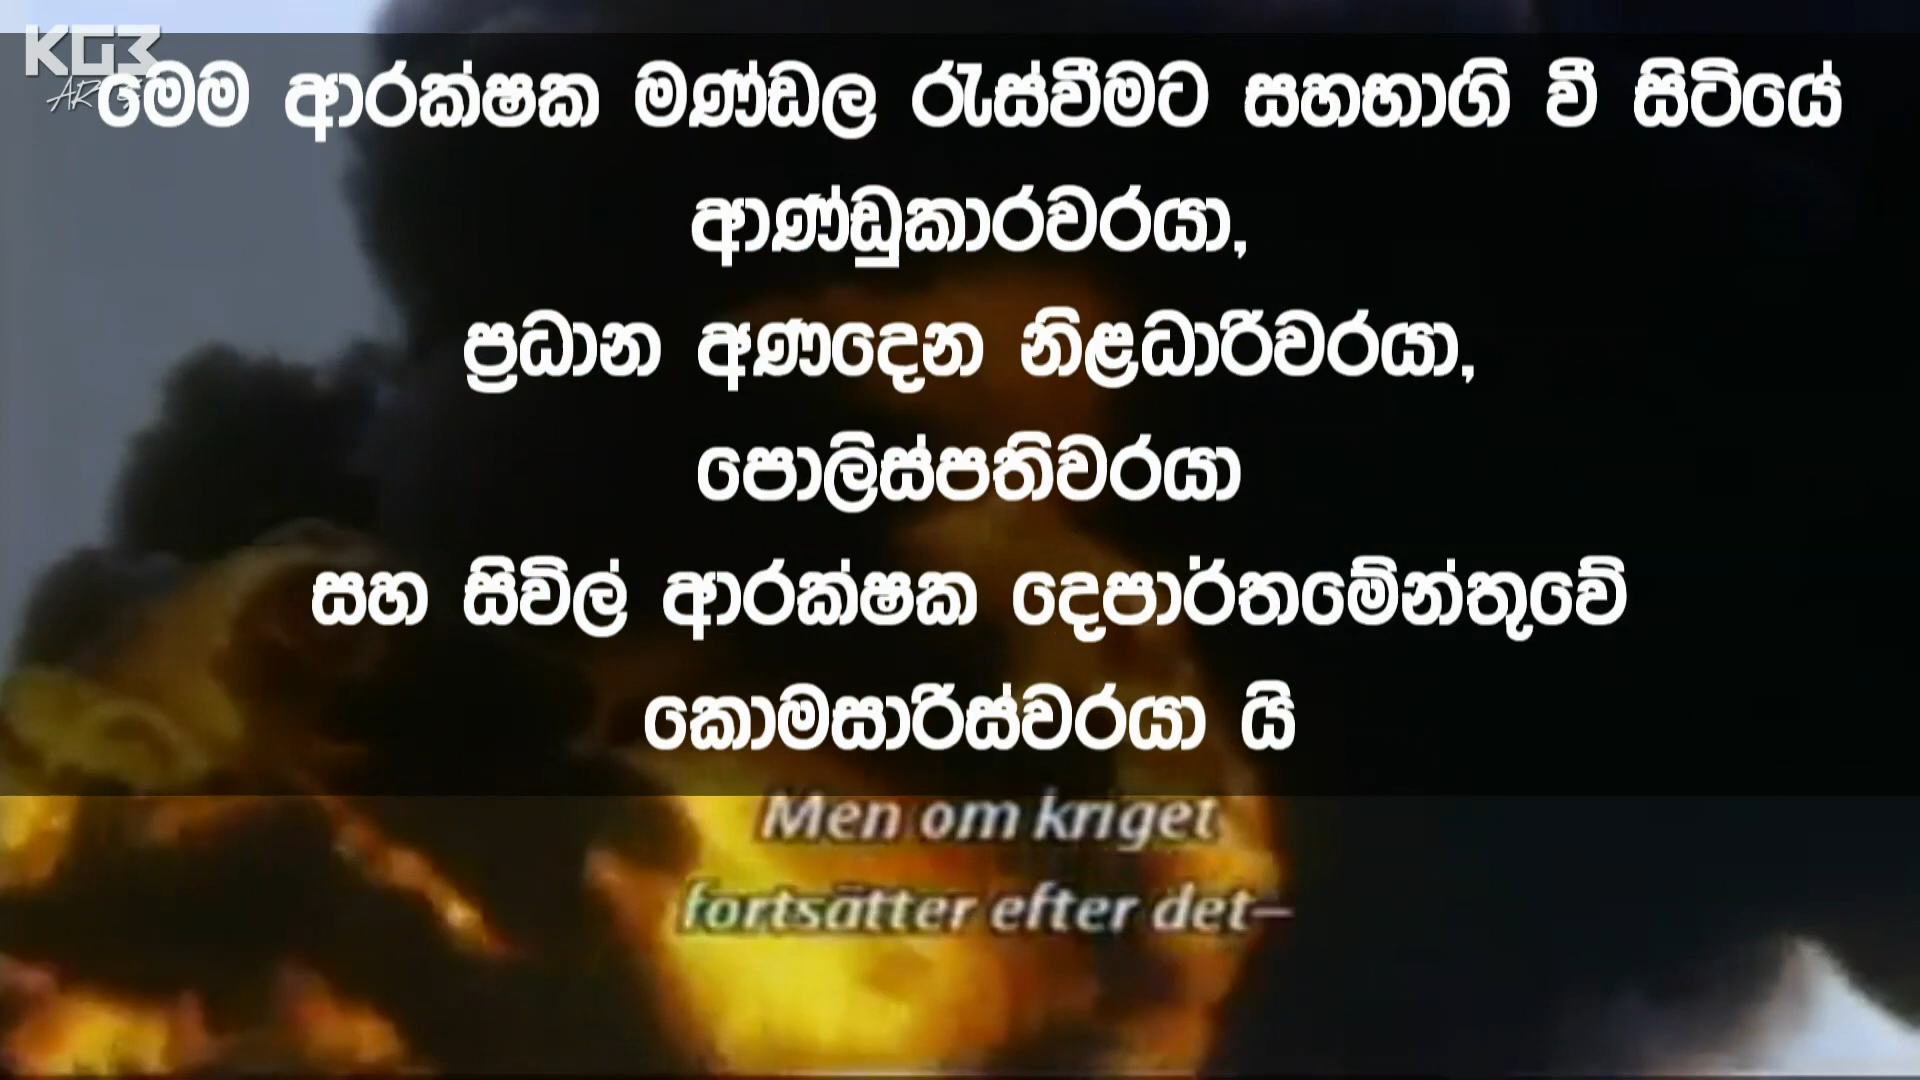 KG3
ARTES
මෙම ආරක්ෂක මණ්ඩල රැස්වීමට සහභාගි වී සිටියේ
ආණ්ඩුකාරවරයා,
ප්‍රධාන අණදෙන නිළධාරිවරයා,
පොලිස්පතිවරයා
සහ සිවිල් ආරක්ෂක දෙපාර්තමේන්තුවේ
කොමසාරිස්වරයා යි
Men om kriget
fortsätter efter det–